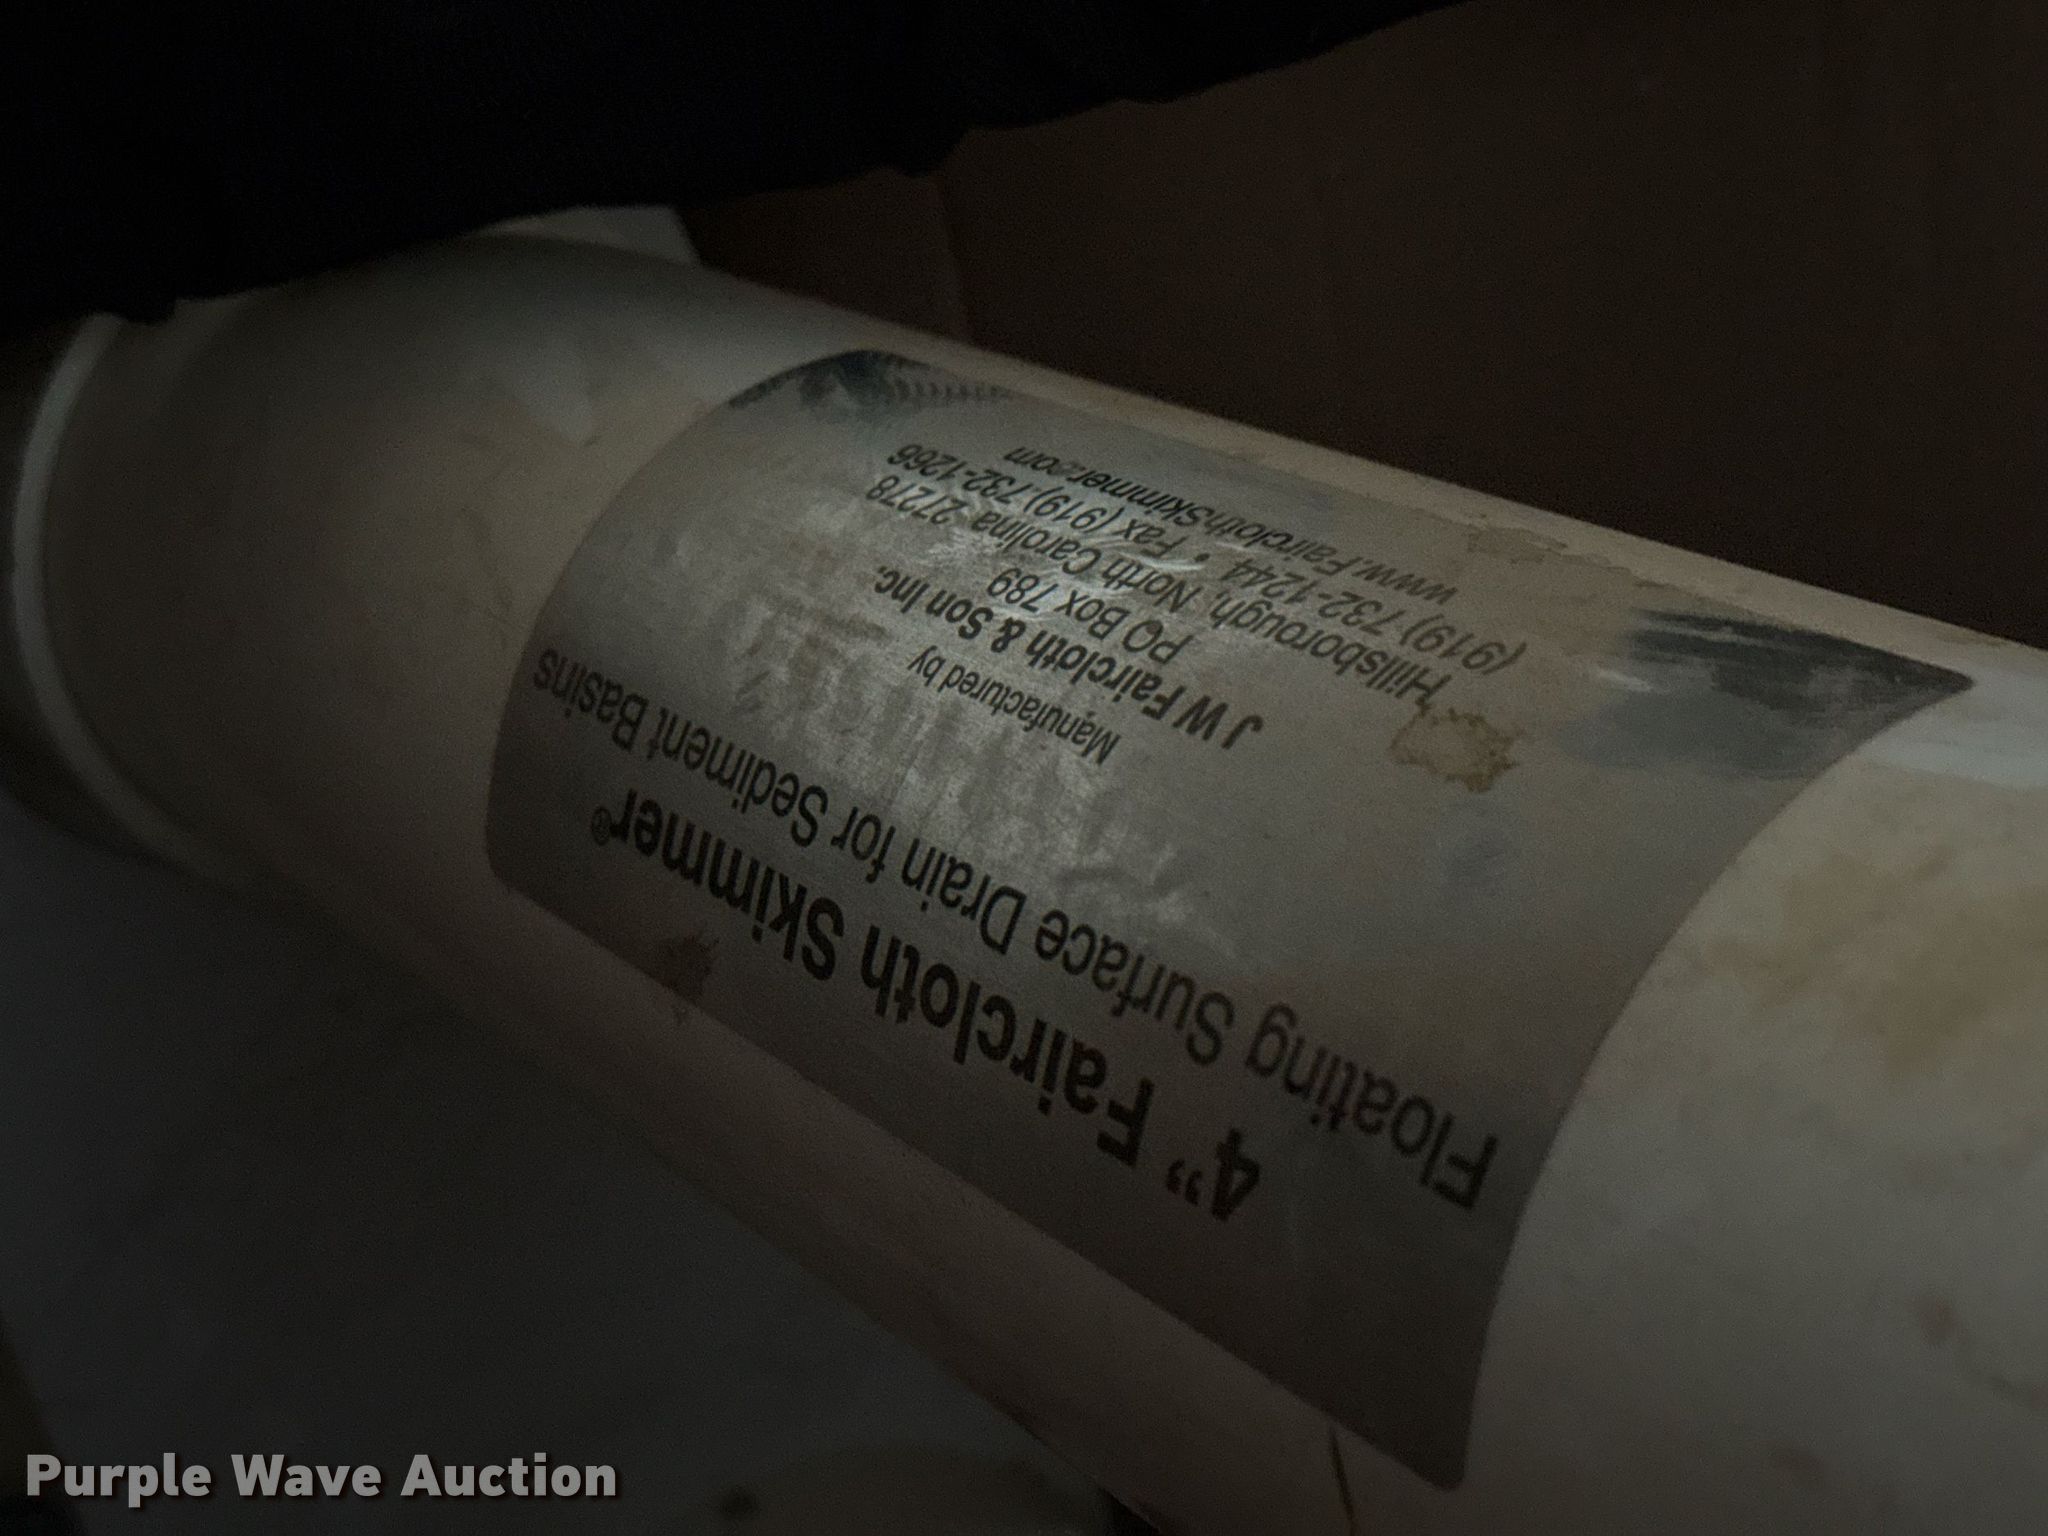 4” Faircloth Skimmer®
Floating Surface Drain for Sediment Basins
Manufactured by
J W Faircloth & Son Inc.
PO Box 789
Hillsborough, North Carolina 27278
(919) 732-1244 , Fax (919) 732-1266
www.FairclothSkimmer.com
Purple Wave Auction